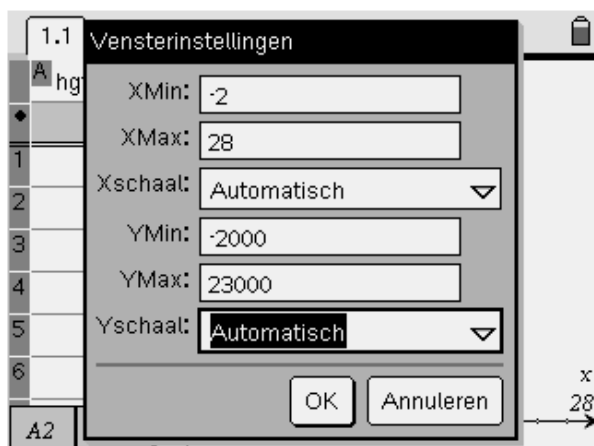 1.1 Vensterinstellingen
A hg
XMin: -2
XMax: 28
1
Xschaal: Automatisch
2
YMin: -2000
3
YMax: 23000
4
Yschaal: Automatisch
5
6
x
OK Annuleren
28
A2